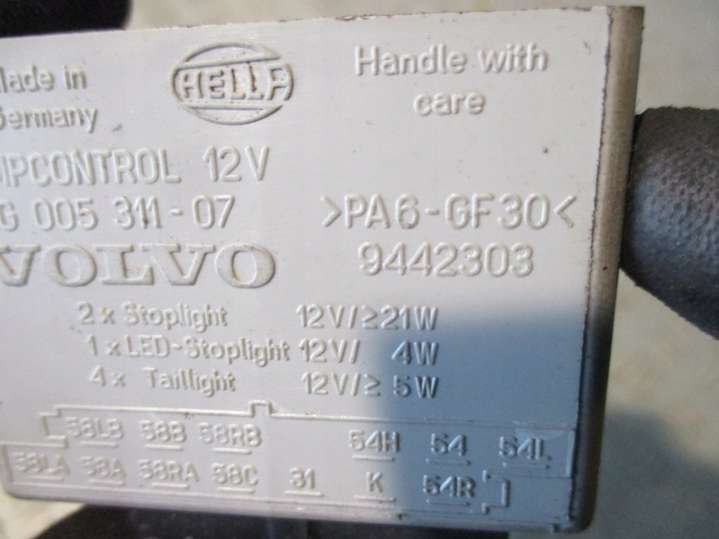 Made in
Germany
HELLA
Handle with
care
IPCONTROL 12V
G 005 311-07
>PA6-GF30<
VOLVO
9442303
2 x Stoplight 12V/≥21W
1 x LED-Stoplight 12V/ 4W
4 x Taillight 12V/≥ 5W
58LB 58B 58RB 54H 54 54L
58LA 58A 58RA 58C 31 K 54R